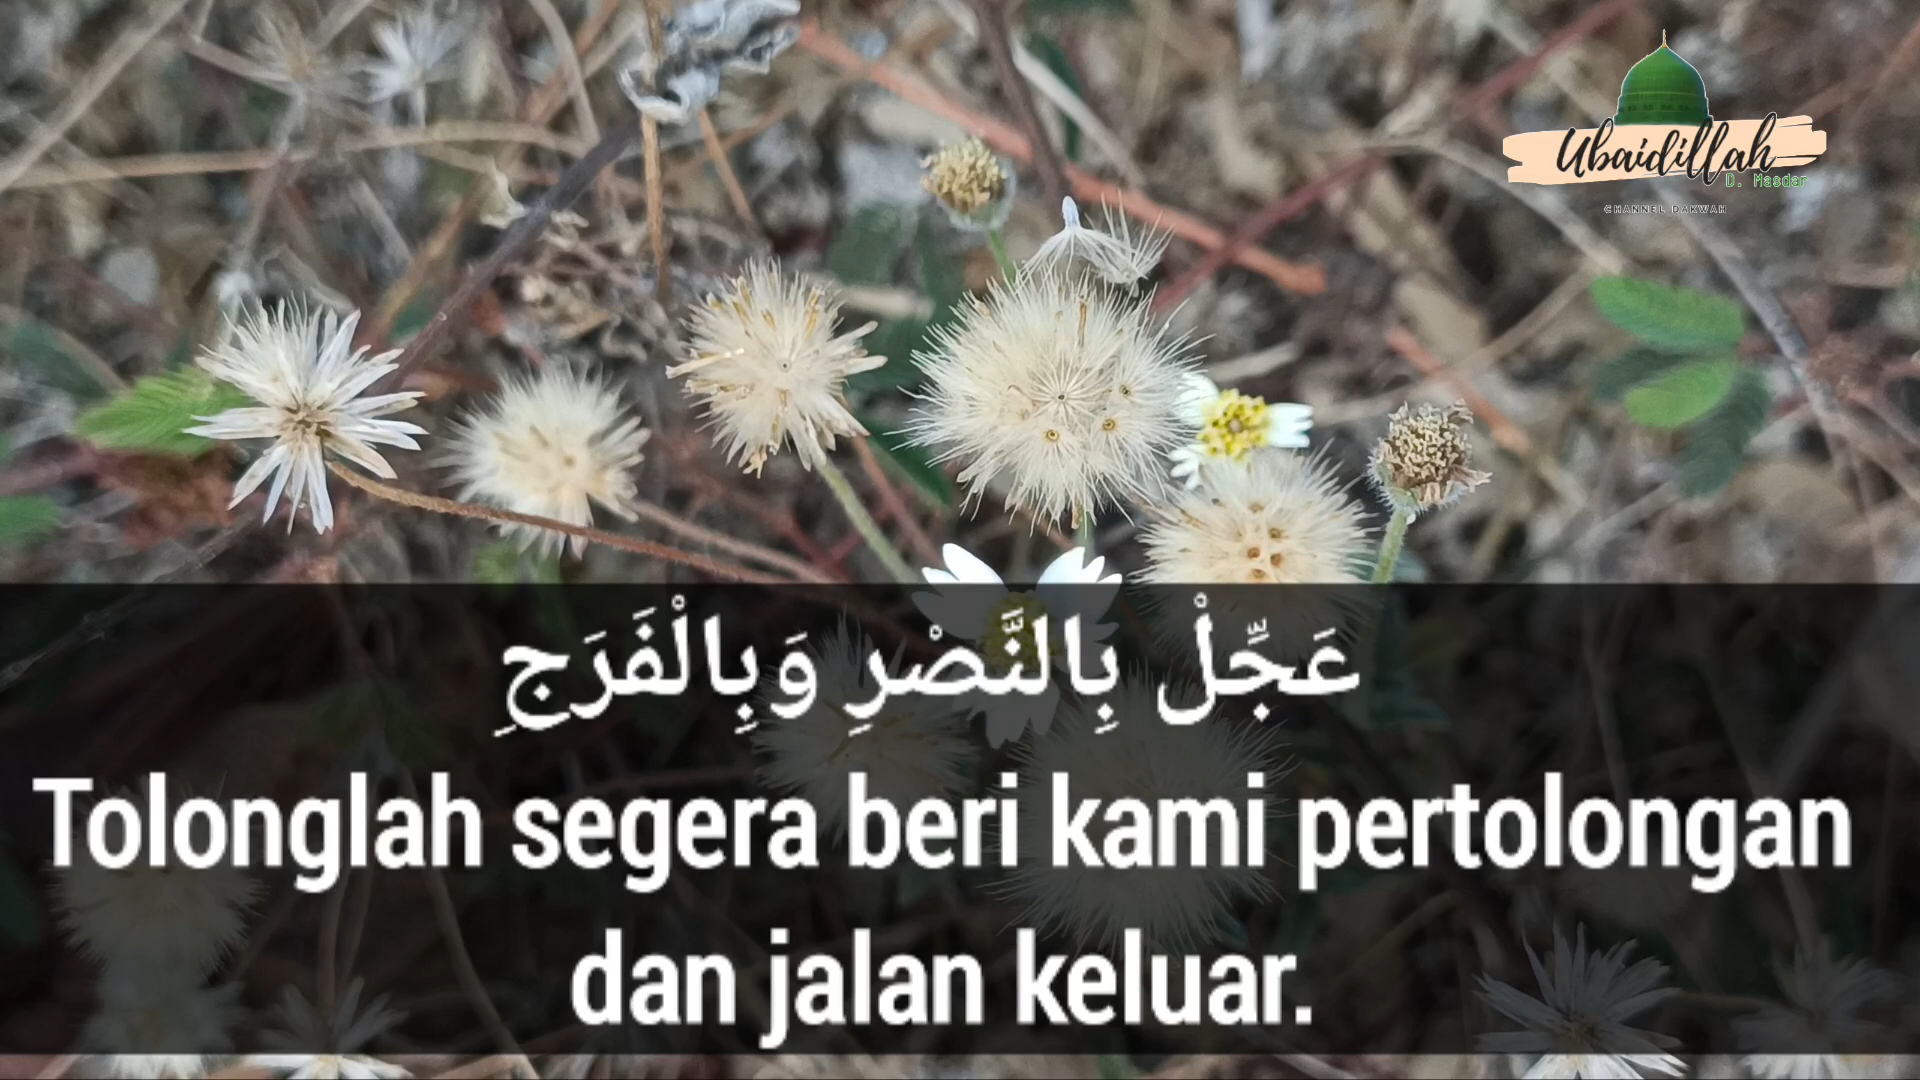 Ubaidillah
D. Masdar
CHANNEL DAKWAH
عَجِّلْ بِالنَّصْرِ وَبِالْفَرَجِ
Tolonglah segera beri kami pertolongan
dan jalan keluar.